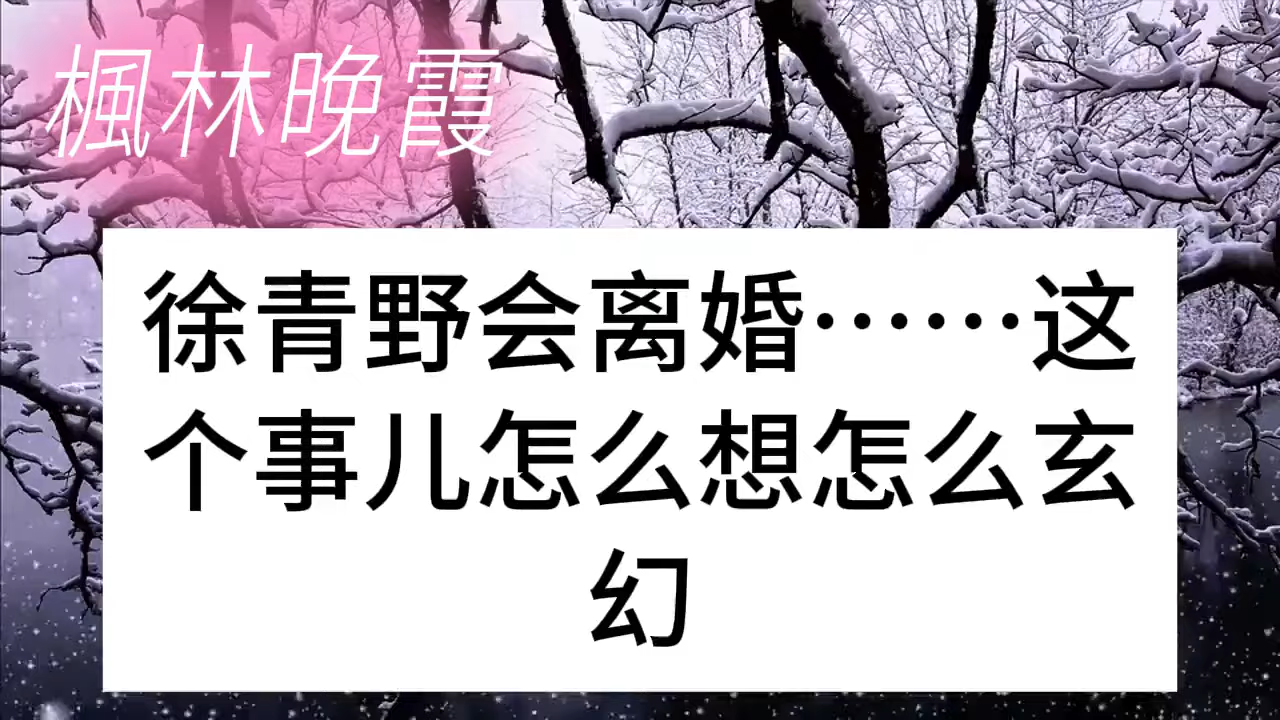 楓林晚霞
徐青野会离婚……这
个事儿怎么想怎么玄
幻